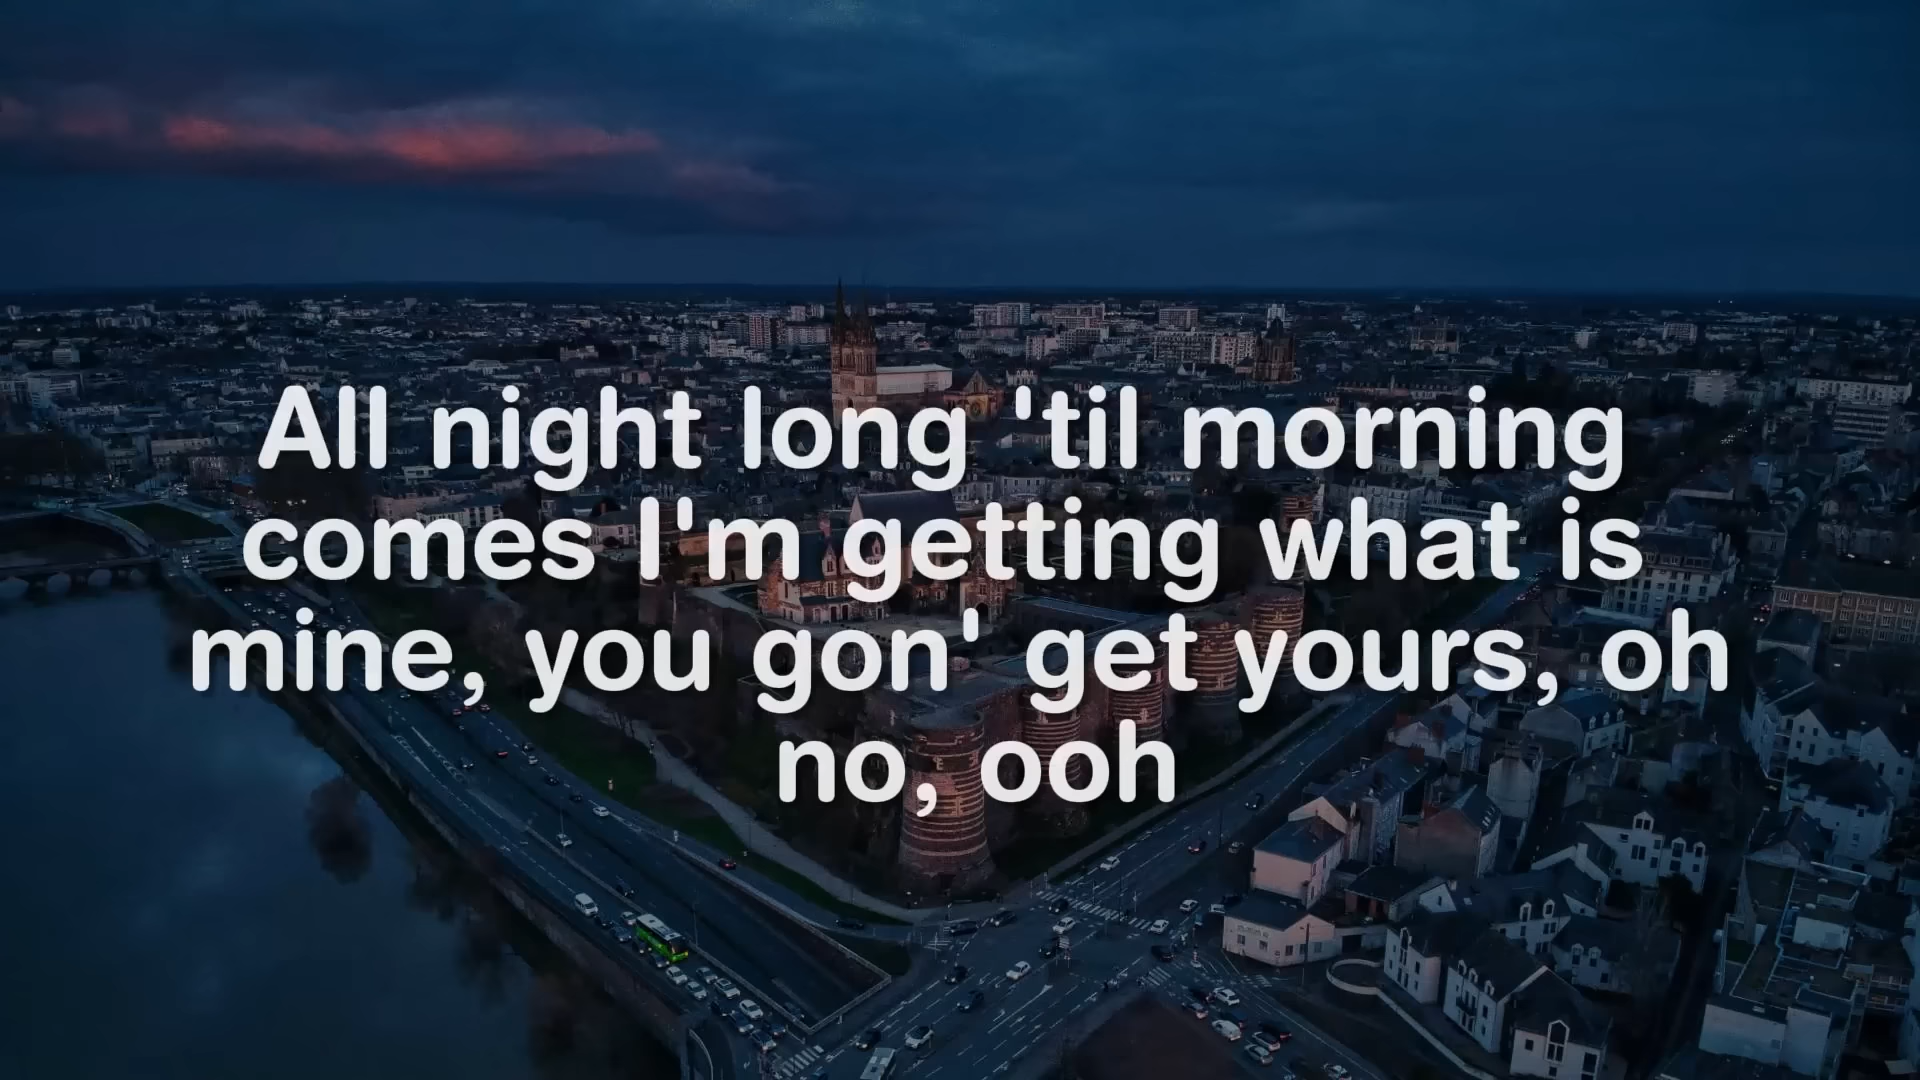 All night long 'til morning
comes I'm getting what is
mine, you gon' get yours, oh
no, ooh